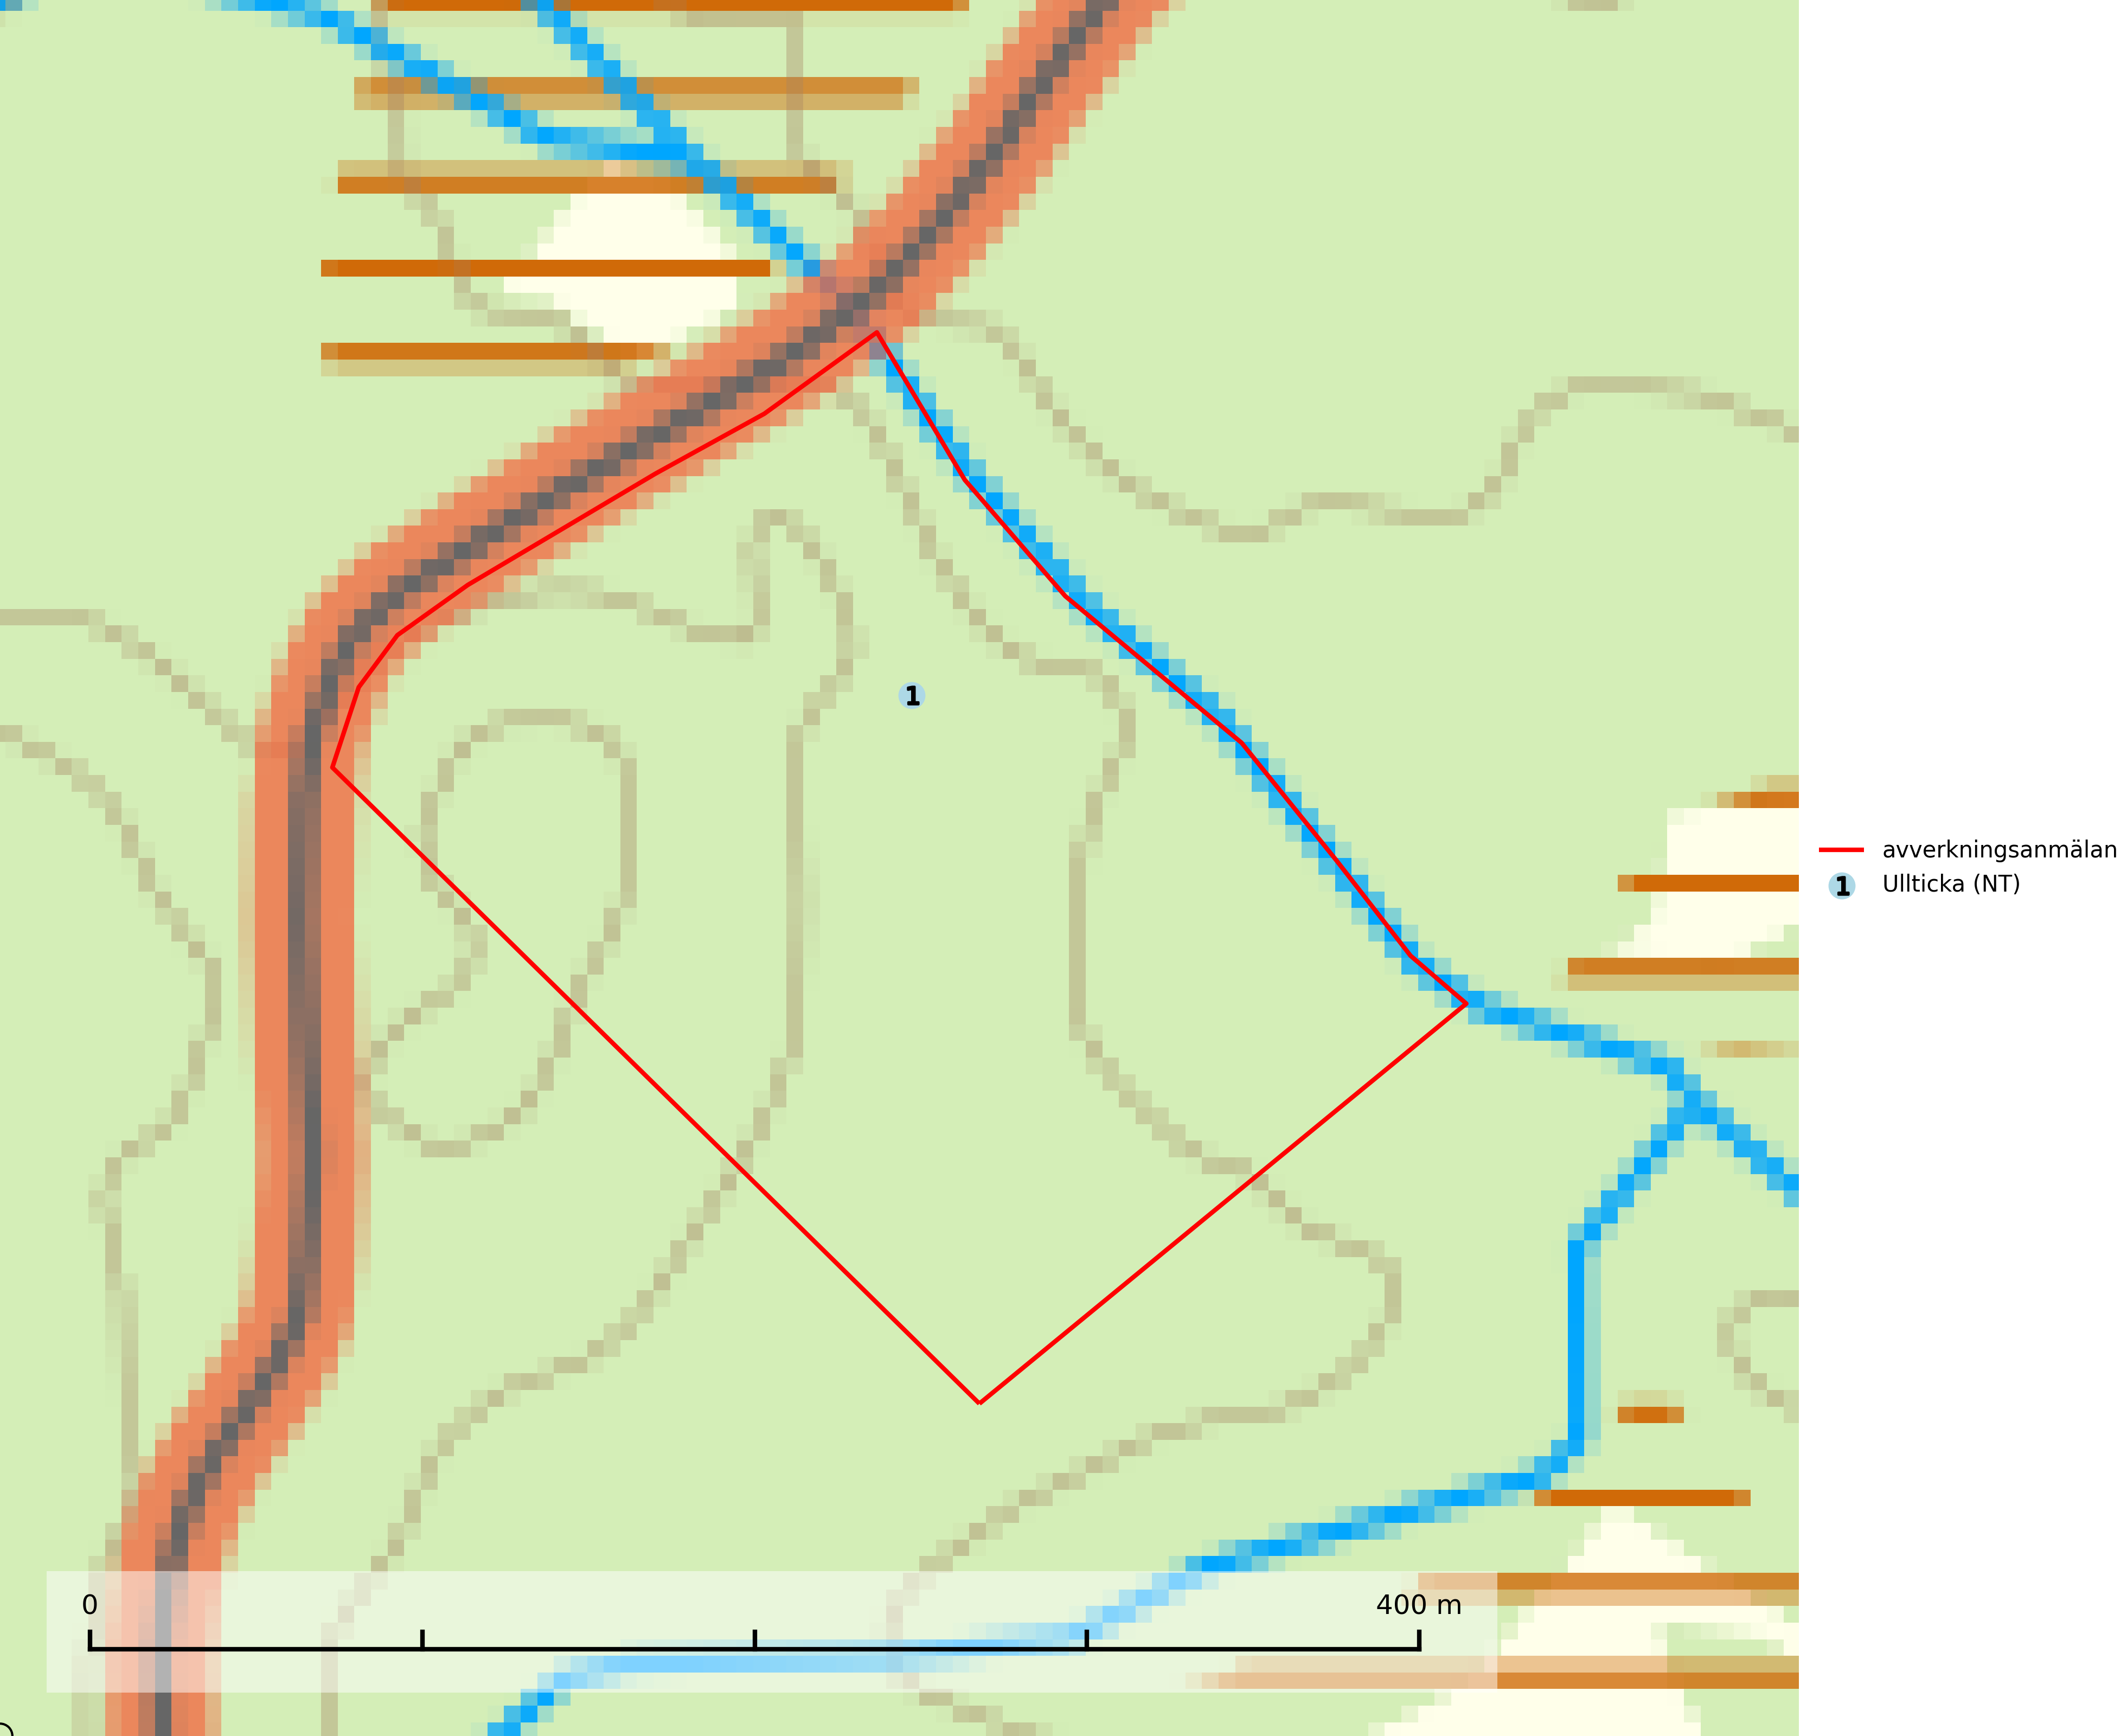 1
avverkningsanmälan
1 Ullticka (NT)
0 400 m